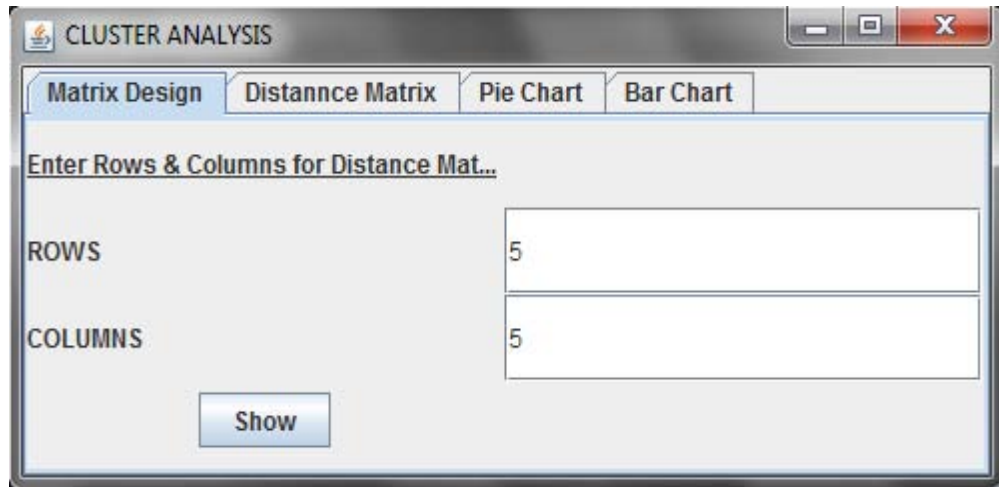 CLUSTER ANALYSIS
Matrix Design Distannce Matrix Pie Chart Bar Chart
Enter Rows & Columns for Distance Mat...
ROWS 5
COLUMNS 5
Show